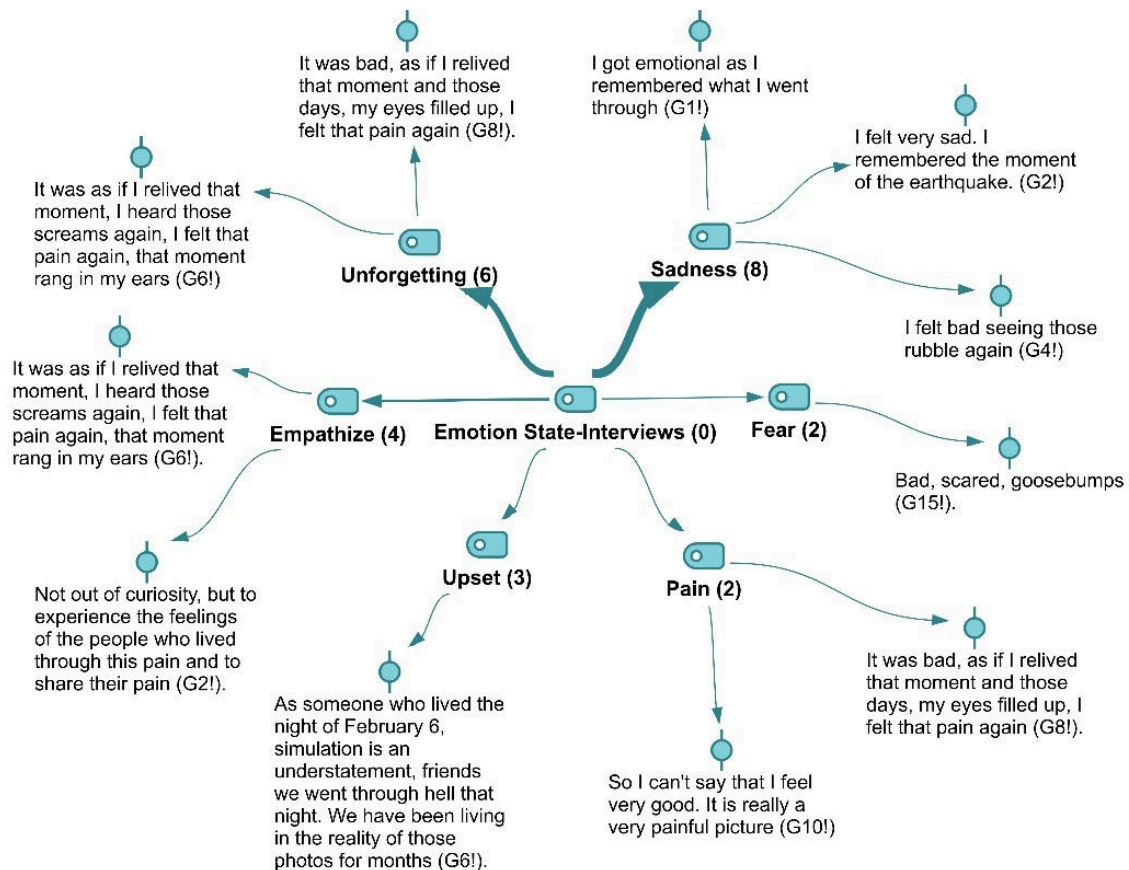 It was bad, as if I relived
that moment and those
days, my eyes filled up, I
felt that pain again (G8!).
I got emotional as I
remembered what I went
through (G1!)
I felt very sad. I
remembered the moment
of the earthquake. (G2!)
It was as if I relived that
moment, I heard those
screams again, I felt that
pain again, that moment
rang in my ears (G6!)
Unforgetting (6)
Sadness (8)
I felt bad seeing those
rubble again (G4!)
It was as if I relived that
moment, I heard those
screams again, I felt that
pain again, that moment
rang in my ears (G6!).
Empathize (4)
Emotion State-Interviews (0)
Fear (2)
Bad, scared, goosebumps
(G15!).
Upset (3)
Pain (2)
Not out of curiosity, but to
experience the feelings
of the people who lived
through this pain and to
share their pain (G2!).
As someone who lived the
night of February 6,
simulation is an
understatement, friends
we went through hell that
night. We have been living
in the reality of those
photos for months (G6!).
So I can't say that I feel
very good. It is really a
very painful picture (G10!)
It was bad, as if I relived
that moment and those
days, my eyes filled up, I
felt that pain again (G8!).